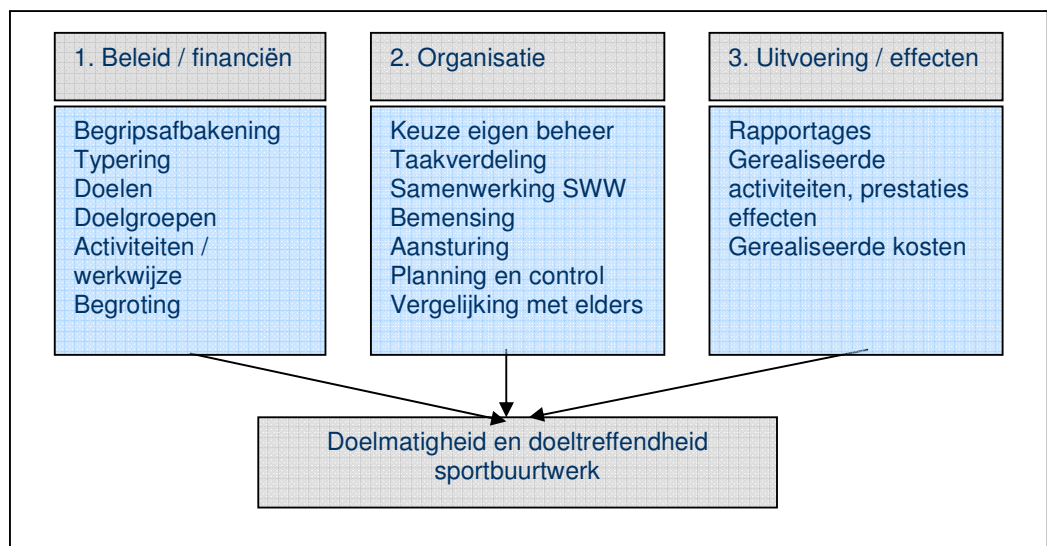 1. Beleid / financiën
Begripsafbakening
Typering
Doelen
Doelgroepen
Activiteiten /
werkwijze
Begroting
2. Organisatie
Keuze eigen beheer
Taakverdeling
Samenwerking SWW
Bemensing
Aansturing
Planning en control
Vergelijking met elders
3. Uitvoering / effecten
Rapportages
Gerealiseerde
activiteiten, prestaties
effecten
Gerealiseerde kosten
Doelmatigheid en doeltreffendheid
sportbuurtwerk